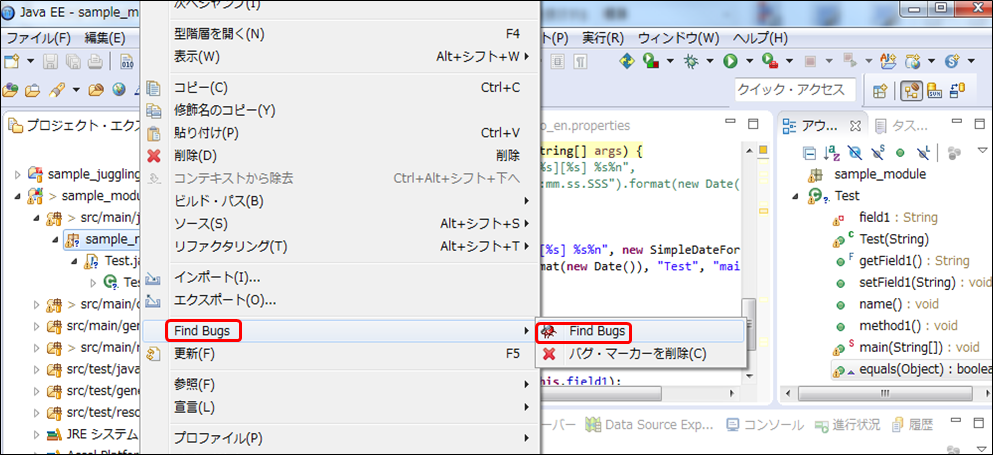 Java EE - sample_m
ファイル(F) 編集(E)
ト(P) 実行(R) ウィンドウ(W) ヘルプ(H)
クイック・アクセス
プロジェクト・エクス
sample_juggling
> sample_modul
> src/main/j
sample_m
Test.ja
Te
> src/main/c
src/main/gen
src/test/java
src/test/gene
src/test/reso
JRE システム
Accel Platform
型階層を開く(N) F4
表示(W) Alt+シフト+W
コピー(C) Ctrl+C
修飾名のコピー(Y)
貼り付け(P) Ctrl+V
削除(D) 削除
コンテキストから除去 Ctrl+Alt+シフト+下へ
ビルド・パス(B)
ソース(S) Alt+シフト+S
リファクタリング(T) Alt+シフト+T
インポート(I)...
エクスポート(O)...
Find Bugs
更新(F) F5
参照(F)
宣言(L)
プロファイル(P)
Find Bugs
バグ・マーカーを削除(C)
o_en.properties
tring[] args) {
%s][%s] %s%n",
:mm.ss.SSS").format(new Date(
[%s] %s%n", new SimpleDateFor
mat(new Date()), "Test", "mai
his.field1);
アウ...
タス...
sample_module
Test
field1 : String
Test(String)
getField1() : String
setField1(String) : void
name() : void
method1() : void
main(String[]) : void
equals(Object) : boolea
ーバー Data Source Exp... コンソール 進行状況 履歴